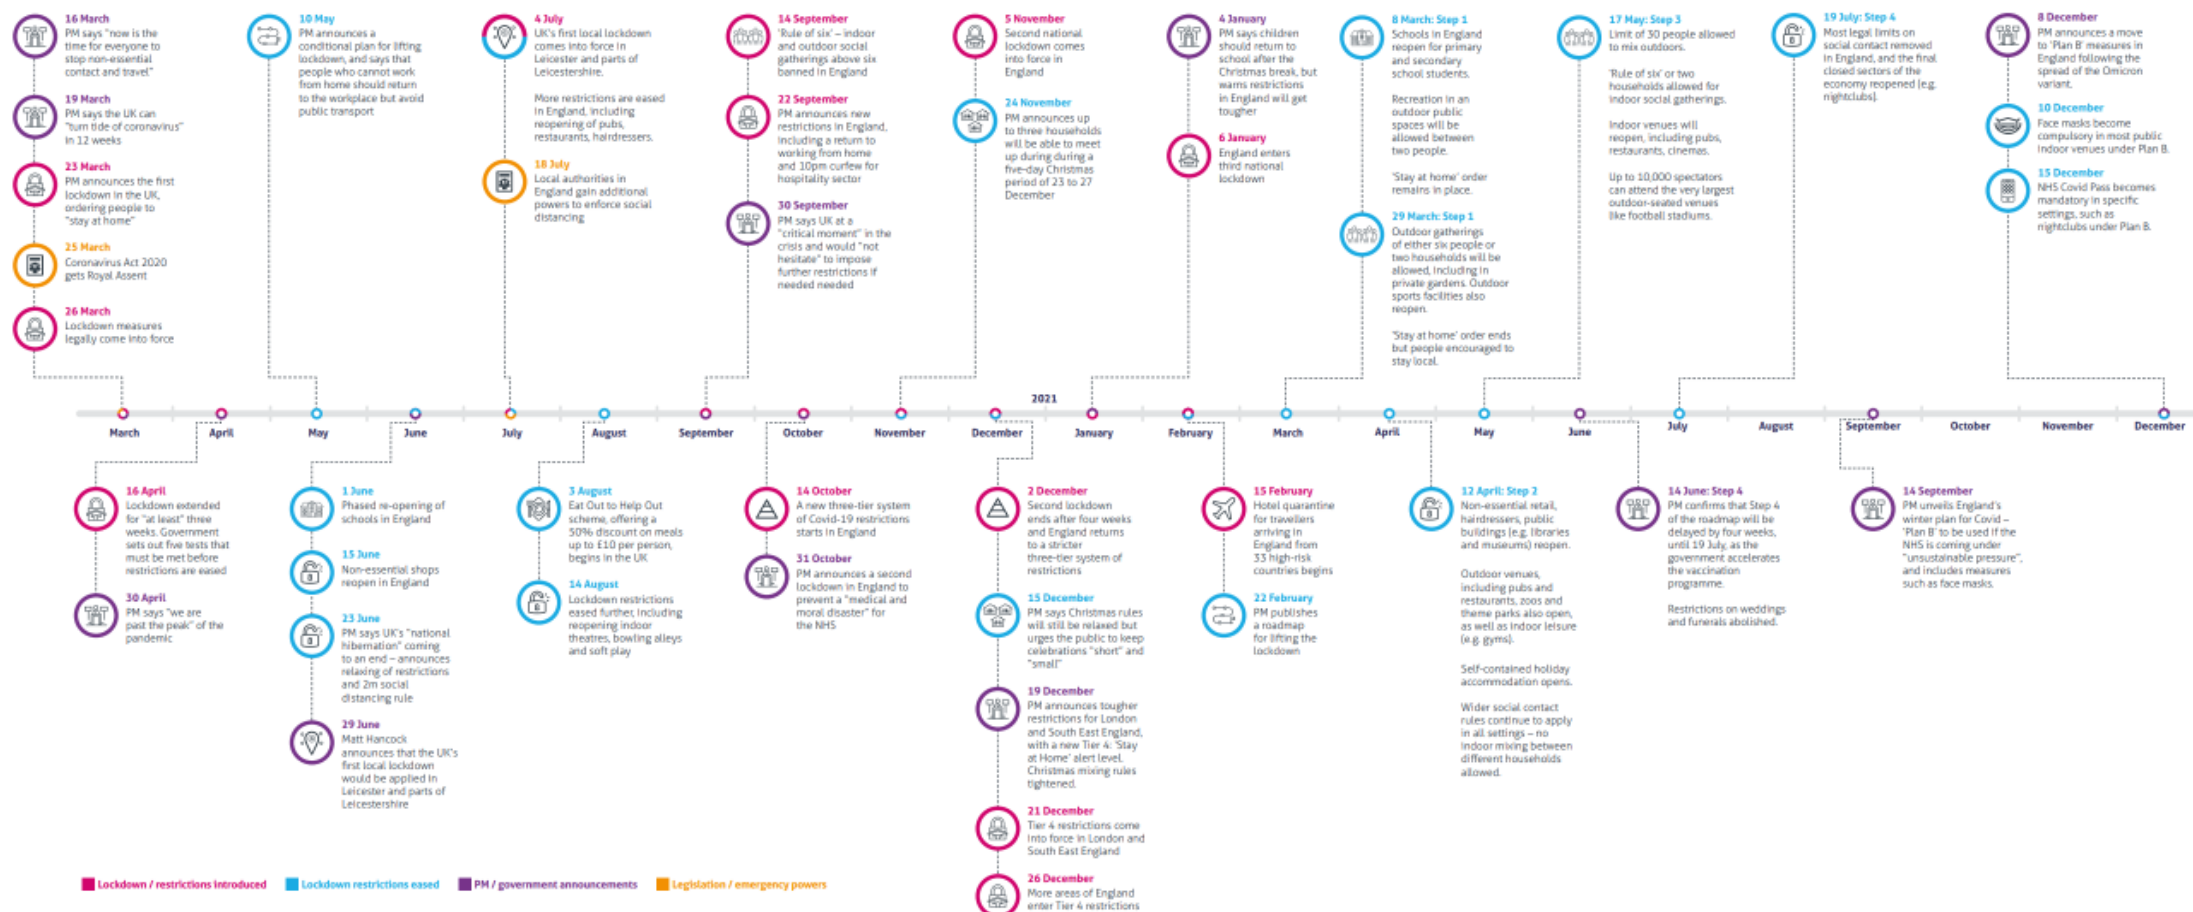 16 March
PM says "now is the
time for everyone to
stop non-essential
contact and travel"
19 March
PM says the UK can
"turn tide of coronavirus"
in 12 weeks
23 March
PM announces the first
lockdown in the UK,
ordering people to
"stay at home"
25 March
Coronavirus Act 2020
gets Royal Assent
26 March
Lockdown measures
legally come into force
10 May
PM announces a
conditional plan for lifting
lockdown, and says that
people who cannot work
from home should return
to the workplace but avoid
public transport
4 July
UK's first local lockdown
comes into force in
Leicester and parts of
Leicestershire.
More restrictions are eased
in England, including
reopening of pubs,
restaurants, hairdressers.
18 July
Local authorities in
England gain additional
powers to enforce social
distancing
14 September
'Rule of six' – indoor
and outdoor social
gatherings above six
banned in England
22 September
PM announces new
restrictions in England,
including a return to
working from home
and 10pm curfew for
hospitality sector
30 September
PM says UK at a
"critical moment" in the
crisis and would "not
hesitate" to impose
further restrictions if
needed needed
5 November
Second national
lockdown comes
into force in
England
24 November
PM announces up
to three households
will be able to meet
up during during a
five-day Christmas
period of 23 to 27
December
4 January
PM says children
should return to
school after the
Christmas break, but
warns restrictions
in England will get
tougher
6 January
England enters
third national
lockdown
8 March: Step 1
Schools in England
reopen for primary
and secondary
school students.
Recreation in an
outdoor public
spaces will be
allowed between
two people.
'Stay at home' order
remains in place.
29 March: Step 1
Outdoor gatherings
of either six people or
two households will be
allowed, including in
private gardens. Outdoor
sports facilities also
reopen.
'Stay at home' order ends
but people encouraged to
stay local.
17 May: Step 3
Limit of 30 people allowed
to mix outdoors.
'Rule of six' or two
households allowed for
indoor social gatherings.
Indoor venues will
reopen, including pubs,
restaurants, cinemas.
Up to 10,000 spectators
can attend the very largest
outdoor-seated venues
like football stadiums.
19 July: Step 4
Most legal limits on
social contact removed
in England, and the final
closed sectors of the
economy reopened (e.g.
nightclubs).
8 December
PM announces a move
to 'Plan B' measures in
England following the
spread of the Omicron
variant.
10 December
Face masks become
compulsory in most public
indoor venues under Plan B.
15 December
NHS Covid Pass becomes
mandatory in specific
settings, such as
nightclubs under Plan B.
2021
March April May June July August September October November December January February March April May June July August September October November December
16 April
Lockdown extended
for "at least" three
weeks. Government
sets out five tests that
must be met before
restrictions are eased
30 April
PM says "we are
past the peak" of the
pandemic
1 June
Phased re-opening of
schools in England
15 June
Non-essential shops
reopen in England
23 June
PM says UK's "national
hibernation" coming
to an end – announces
relaxing of restrictions
and 2m social
distancing rule
29 June
Matt Hancock
announces that the UK's
first local lockdown
would be applied in
Leicester and parts of
Leicestershire
3 August
Eat Out to Help Out
scheme, offering a
50% discount on meals
up to £10 per person,
begins in the UK
14 August
Lockdown restrictions
eased further, including
reopening indoor
theatres, bowling alleys
and soft play
14 October
A new three-tier system
of Covid-19 restrictions
starts in England
31 October
PM announces a second
lockdown in England to
prevent a "medical and
moral disaster" for
the NHS
2 December
Second lockdown
ends after four weeks
and England returns
to a stricter
three-tier system of
restrictions
15 December
PM says Christmas rules
will still be relaxed but
urges the public to keep
celebrations "short" and
"small"
19 December
PM announces tougher
restrictions for London
and South East England,
with a new Tier 4: 'Stay
at Home' alert level.
Christmas mixing rules
tightened.
21 December
Tier 4 restrictions come
into force in London and
South East England
26 December
More areas of England
enter Tier 4 restrictions
15 February
Hotel quarantine
for travellers
arriving in
England from
33 high-risk
countries begins
22 February
PM publishes
a roadmap
for lifting the
lockdown
12 April: Step 2
Non-essential retail,
hairdressers, public
buildings (e.g. libraries
and museums) reopen.
Outdoor venues,
including pubs and
restaurants, zoos and
theme parks also open,
as well as indoor leisure
(e.g. gyms).
Self-contained holiday
accommodation opens.
Wider social contact
rules continue to apply
in all settings – no
indoor mixing between
different households
allowed.
14 June: Step 4
PM confirms that Step 4
of the roadmap will be
delayed by four weeks,
until 19 July, as the
government accelerates
the vaccination
programme.
Restrictions on weddings
and funerals abolished.
14 September
PM unveils England's
winter plan for Covid –
'Plan B' to be used if the
NHS is coming under
"unsustainable pressure",
and includes measures
such as face masks.
Lockdown / restrictions introduced
Lockdown restrictions eased
PM / government announcements
Legislation / emergency powers